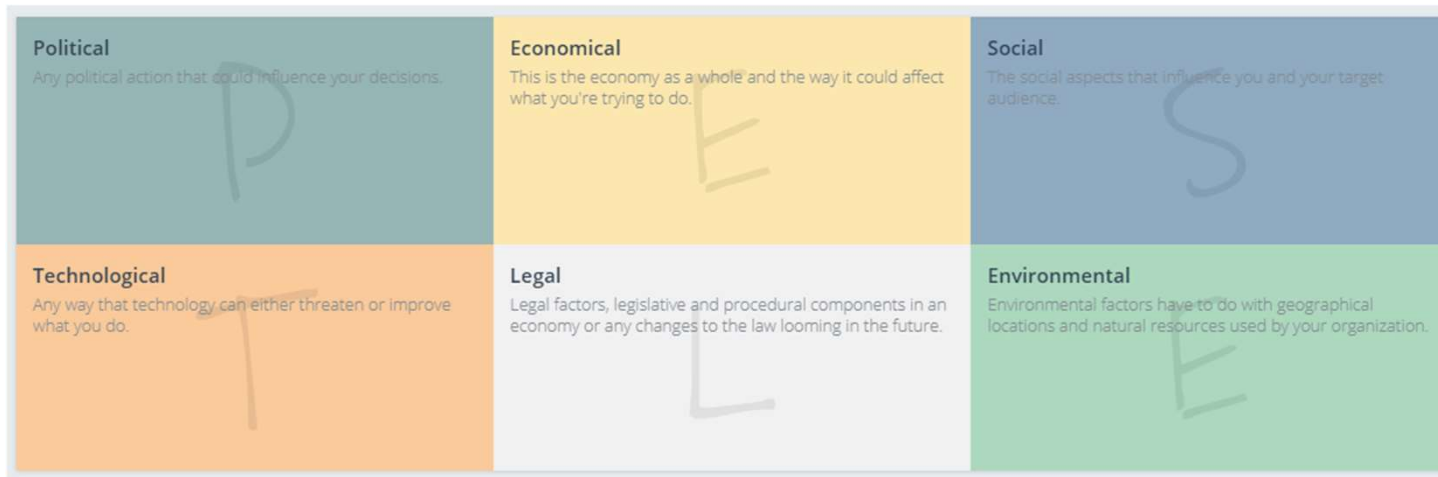 Political
Any political action that could influence your decisions.
P
Economical
This is the economy as a whole and the way it could affect
what you're trying to do.
E
Social
The social aspects that influence you and your target
audience.
S
Technological
Any way that technology can either threaten or improve
what you do.
T
Legal
Legal factors, legislative and procedural components in an
economy or any changes to the law looming in the future.
L
Environmental
Environmental factors have to do with geographical
locations and natural resources used by your organization.
E